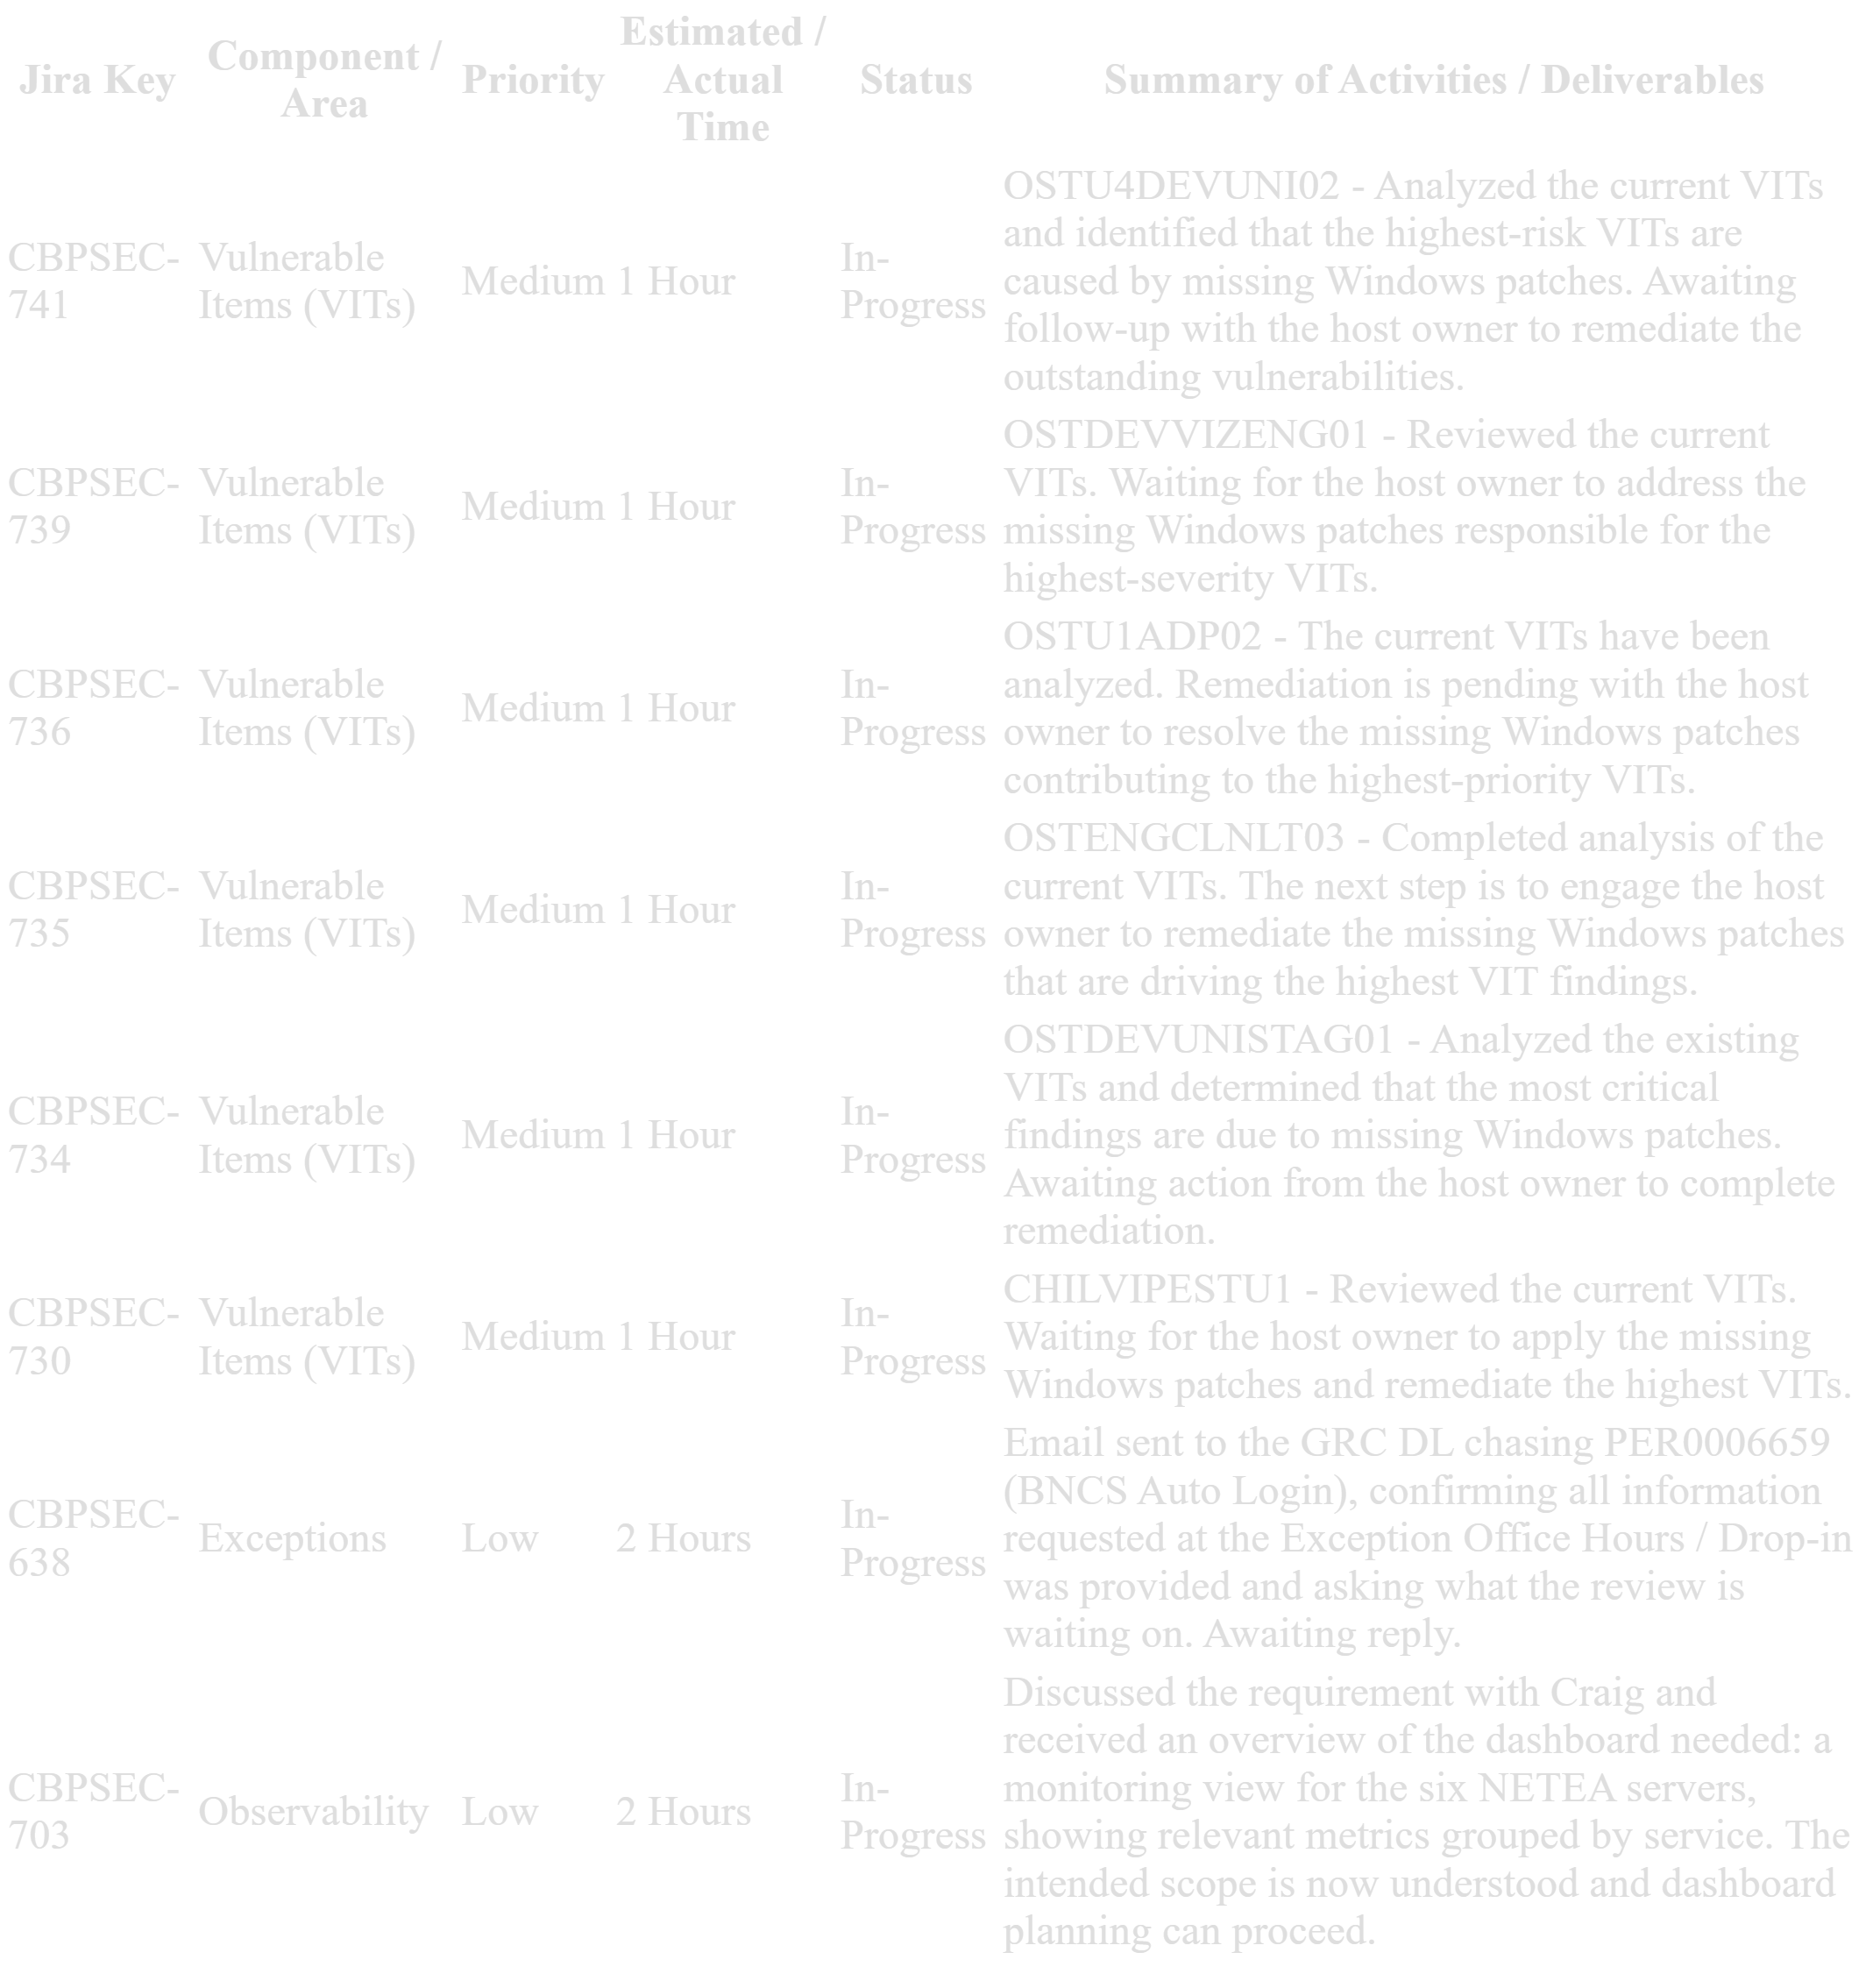 Jira Key
Component /
Area
Priority
Estimated /
Actual
Time
Status
Summary of Activities / Deliverables
CBPSEC-
741
Vulnerable
Items (VITs)
Medium
1 Hour
In-
Progress
OSTU4DEVUNI02 - Analyzed the current VITs
and identified that the highest-risk VITs are
caused by missing Windows patches. Awaiting
follow-up with the host owner to remediate the
outstanding vulnerabilities.
CBPSEC-
739
Vulnerable
Items (VITs)
Medium
1 Hour
In-
Progress
OSTDEVVIZENG01 - Reviewed the current
VITs. Waiting for the host owner to address the
missing Windows patches responsible for the
highest-severity VITs.
CBPSEC-
736
Vulnerable
Items (VITs)
Medium
1 Hour
In-
Progress
OSTU1ADP02 - The current VITs have been
analyzed. Remediation is pending with the host
owner to resolve the missing Windows patches
contributing to the highest-priority VITs.
CBPSEC-
735
Vulnerable
Items (VITs)
Medium
1 Hour
In-
Progress
OSTENGCLNLT03 - Completed analysis of the
current VITs. The next step is to engage the host
owner to remediate the missing Windows patches
that are driving the highest VIT findings.
CBPSEC-
734
Vulnerable
Items (VITs)
Medium
1 Hour
In-
Progress
OSTDEVUNISTAG01 - Analyzed the existing
VITs and determined that the most critical
findings are due to missing Windows patches.
Awaiting action from the host owner to complete
remediation.
CBPSEC-
730
Vulnerable
Items (VITs)
Medium
1 Hour
In-
Progress
CHILVIPESTU1 - Reviewed the current VITs.
Waiting for the host owner to apply the missing
Windows patches and remediate the highest VITs.
CBPSEC-
638
Exceptions
Low
2 Hours
In-
Progress
Email sent to the GRC DL chasing PER0006659
(BNCS Auto Login), confirming all information
requested at the Exception Office Hours / Drop-in
was provided and asking what the review is
waiting on. Awaiting reply.
CBPSEC-
703
Observability
Low
2 Hours
In-
Progress
Discussed the requirement with Craig and
received an overview of the dashboard needed: a
monitoring view for the six NETEA servers,
showing relevant metrics grouped by service. The
intended scope is now understood and dashboard
planning can proceed.